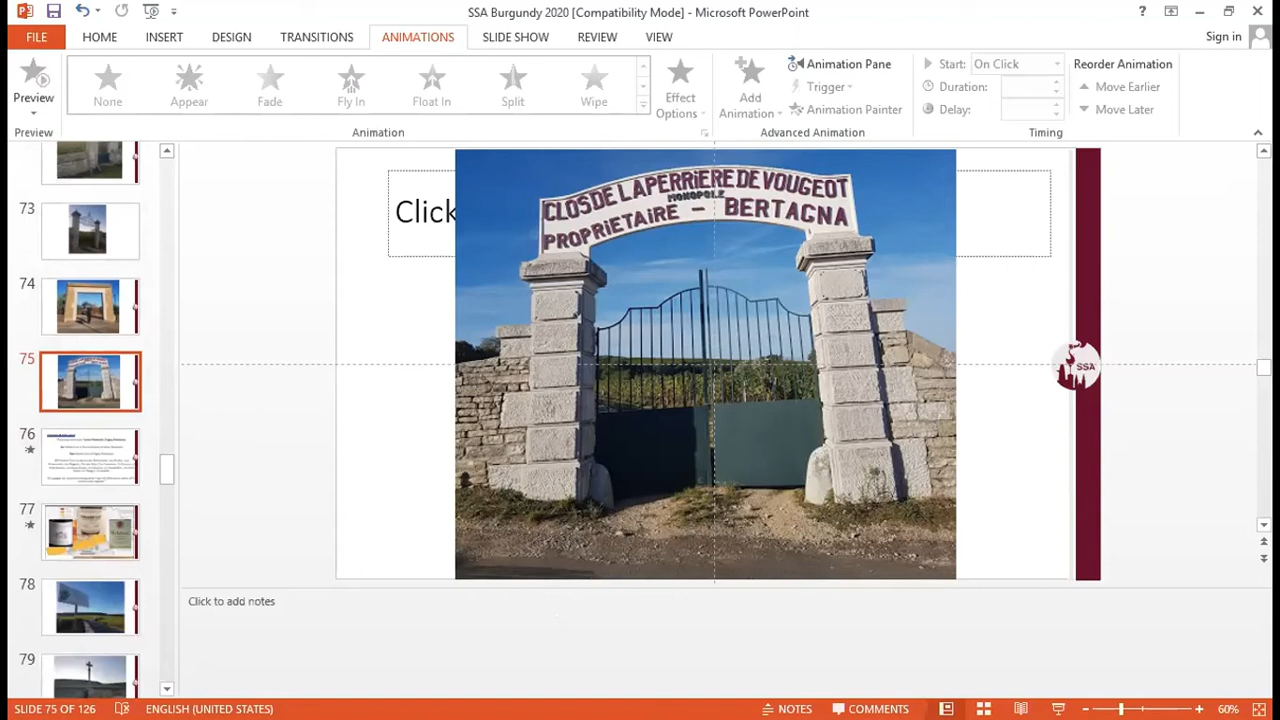 SSA Burgundy 2020 [Compatibility Mode] - Microsoft PowerPoint
FILE HOME INSERT DESIGN TRANSITIONS ANIMATIONS SLIDE SHOW REVIEW VIEW Sign in
Preview
None Appear Fade Fly In Float In Split Wipe
Effect Options
Add Animation
Animation Pane
Trigger
Animation Painter
Start: On Click
Duration:
Delay:
Reorder Animation
Move Earlier
Move Later
Preview Animation Advanced Animation Timing
73
74
75
76
77
78
79
Click
CLOS DE LA PERRIERE DE VOUGEOT
MONOPOLE
PROPRIETAIRE - BERTAGNA
SSA
Click to add notes
SLIDE 75 OF 126 ENGLISH (UNITED STATES) NOTES COMMENTS 60%